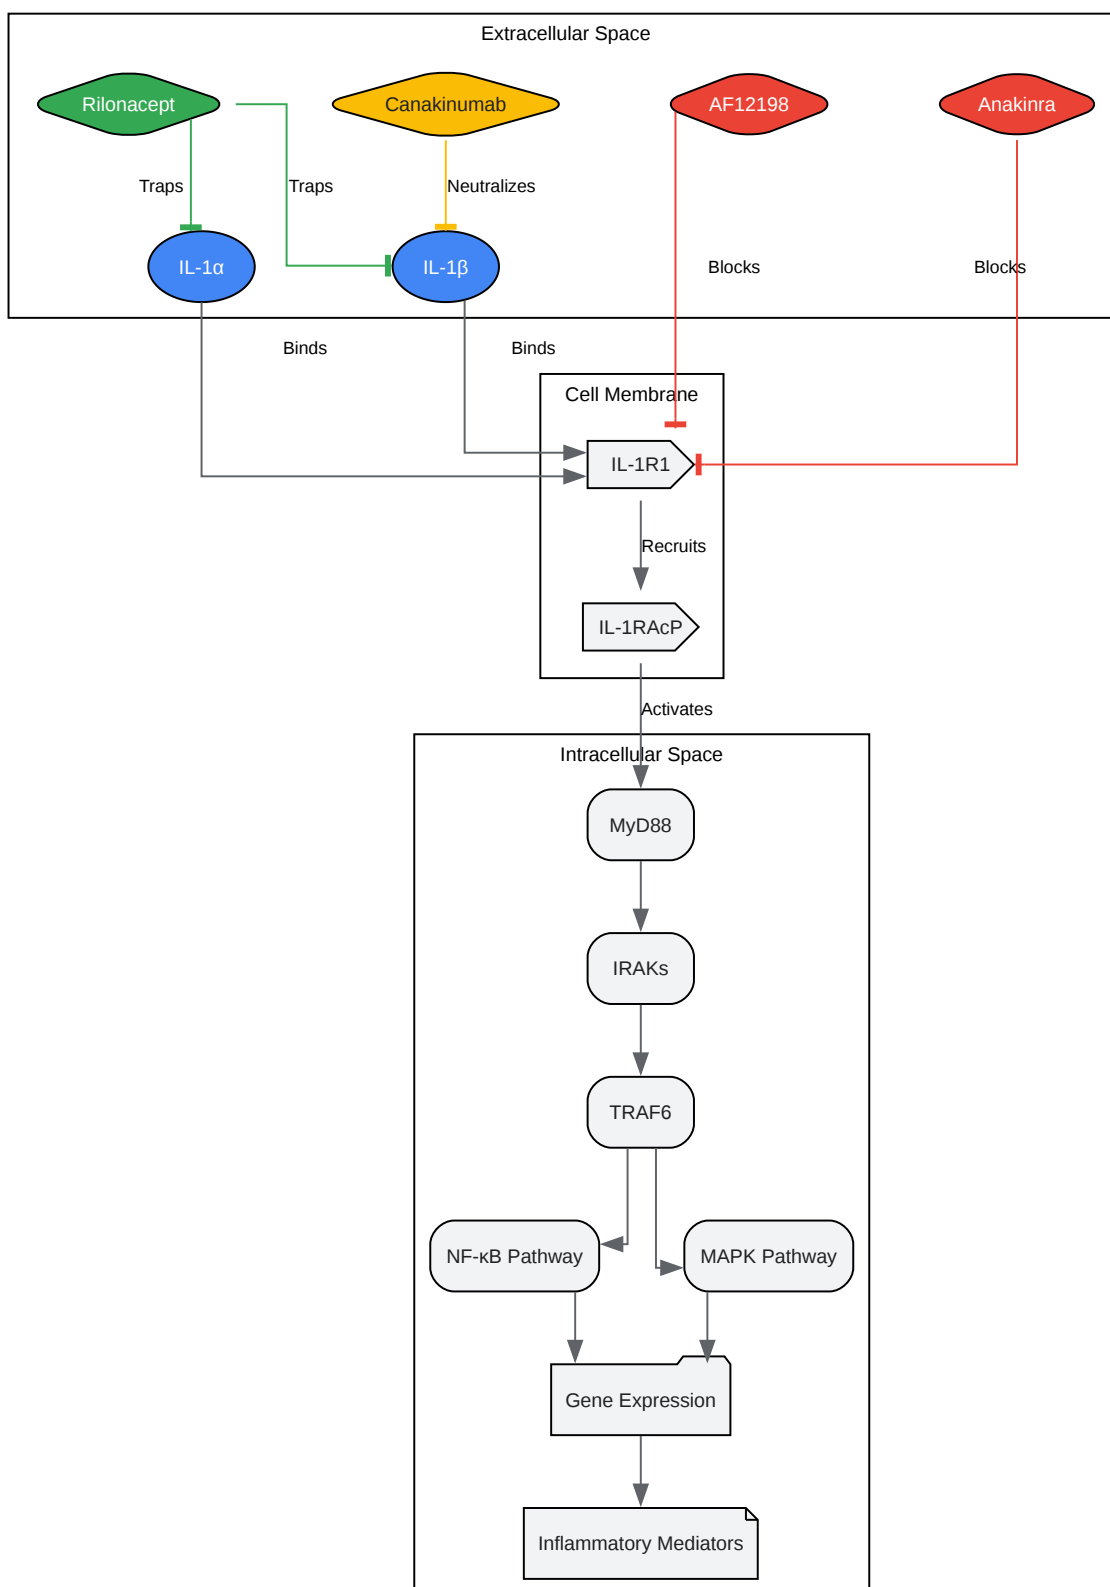 Extracellular Space
Rilonacept
Canakinumab
AF12198
Anakinra
Traps
Traps
Neutralizes
IL-1α
IL-1β
Blocks
Blocks
Binds
Binds
Cell Membrane
IL-1R1
Recruits
IL-1RAcP
Activates
Intracellular Space
MyD88
IRAKs
TRAF6
NF-κB Pathway
MAPK Pathway
Gene Expression
Inflammatory Mediators